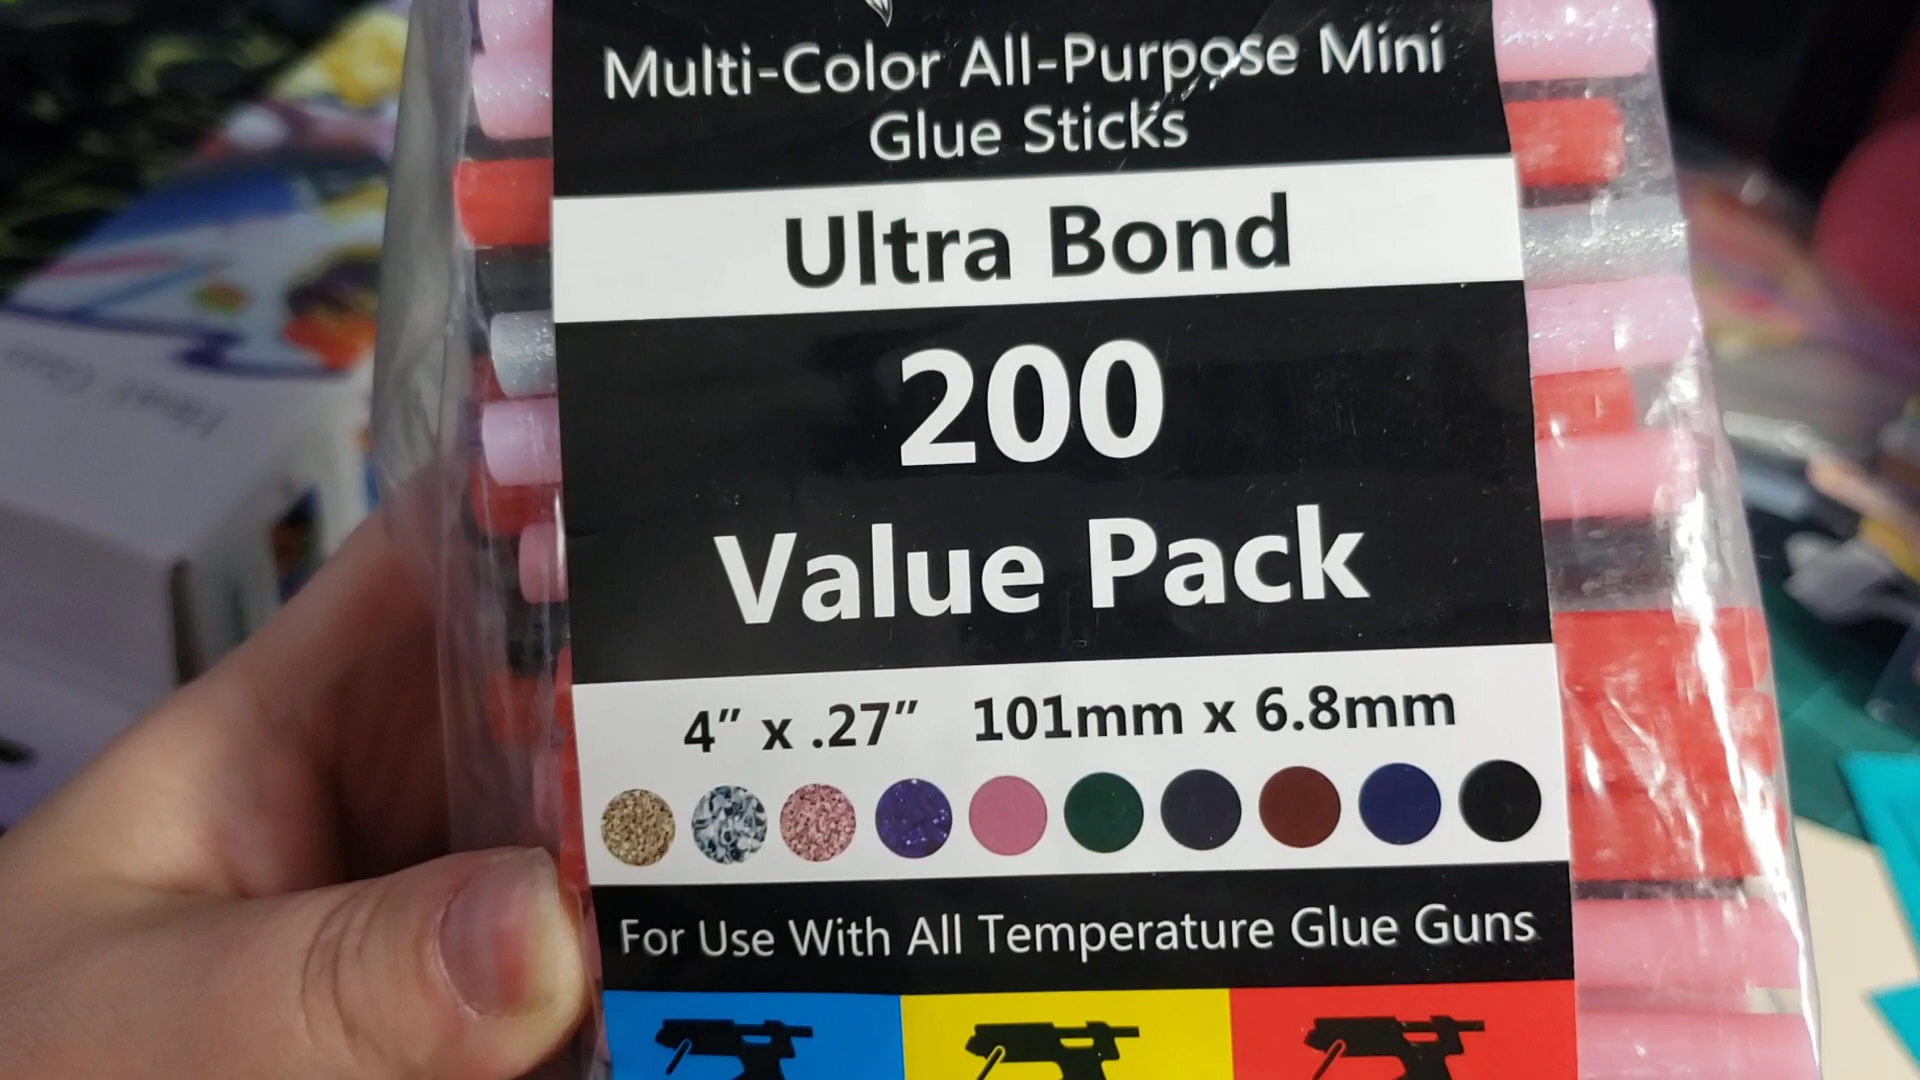 Multi-Color All-Purpose Mini
Glue Sticks
Ultra Bond
200
Value Pack
4” x .27” 101mm x 6.8mm
For Use With All Temperature Glue Guns